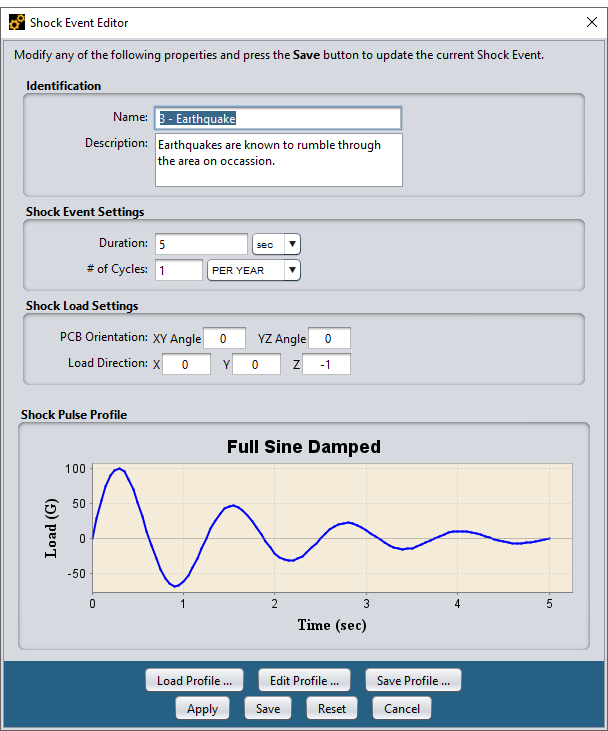 Shock Event Editor
Modify any of the following properties and press the Save button to update the current Shock Event.
Identification
Name: 3 - Earthquake
Description: Earthquakes are known to rumble through
the area on occassion.
Shock Event Settings
Duration: 5 sec
# of Cycles: 1 PER YEAR
Shock Load Settings
PCB Orientation: XY Angle 0 YZ Angle 0
Load Direction: X 0 Y 0 Z -1
Shock Pulse Profile
Full Sine Damped
Load (G)
100
50
0
-50
0 1 2 3 4 5
Time (sec)
Load Profile ... Edit Profile ... Save Profile ...
Apply Save Reset Cancel